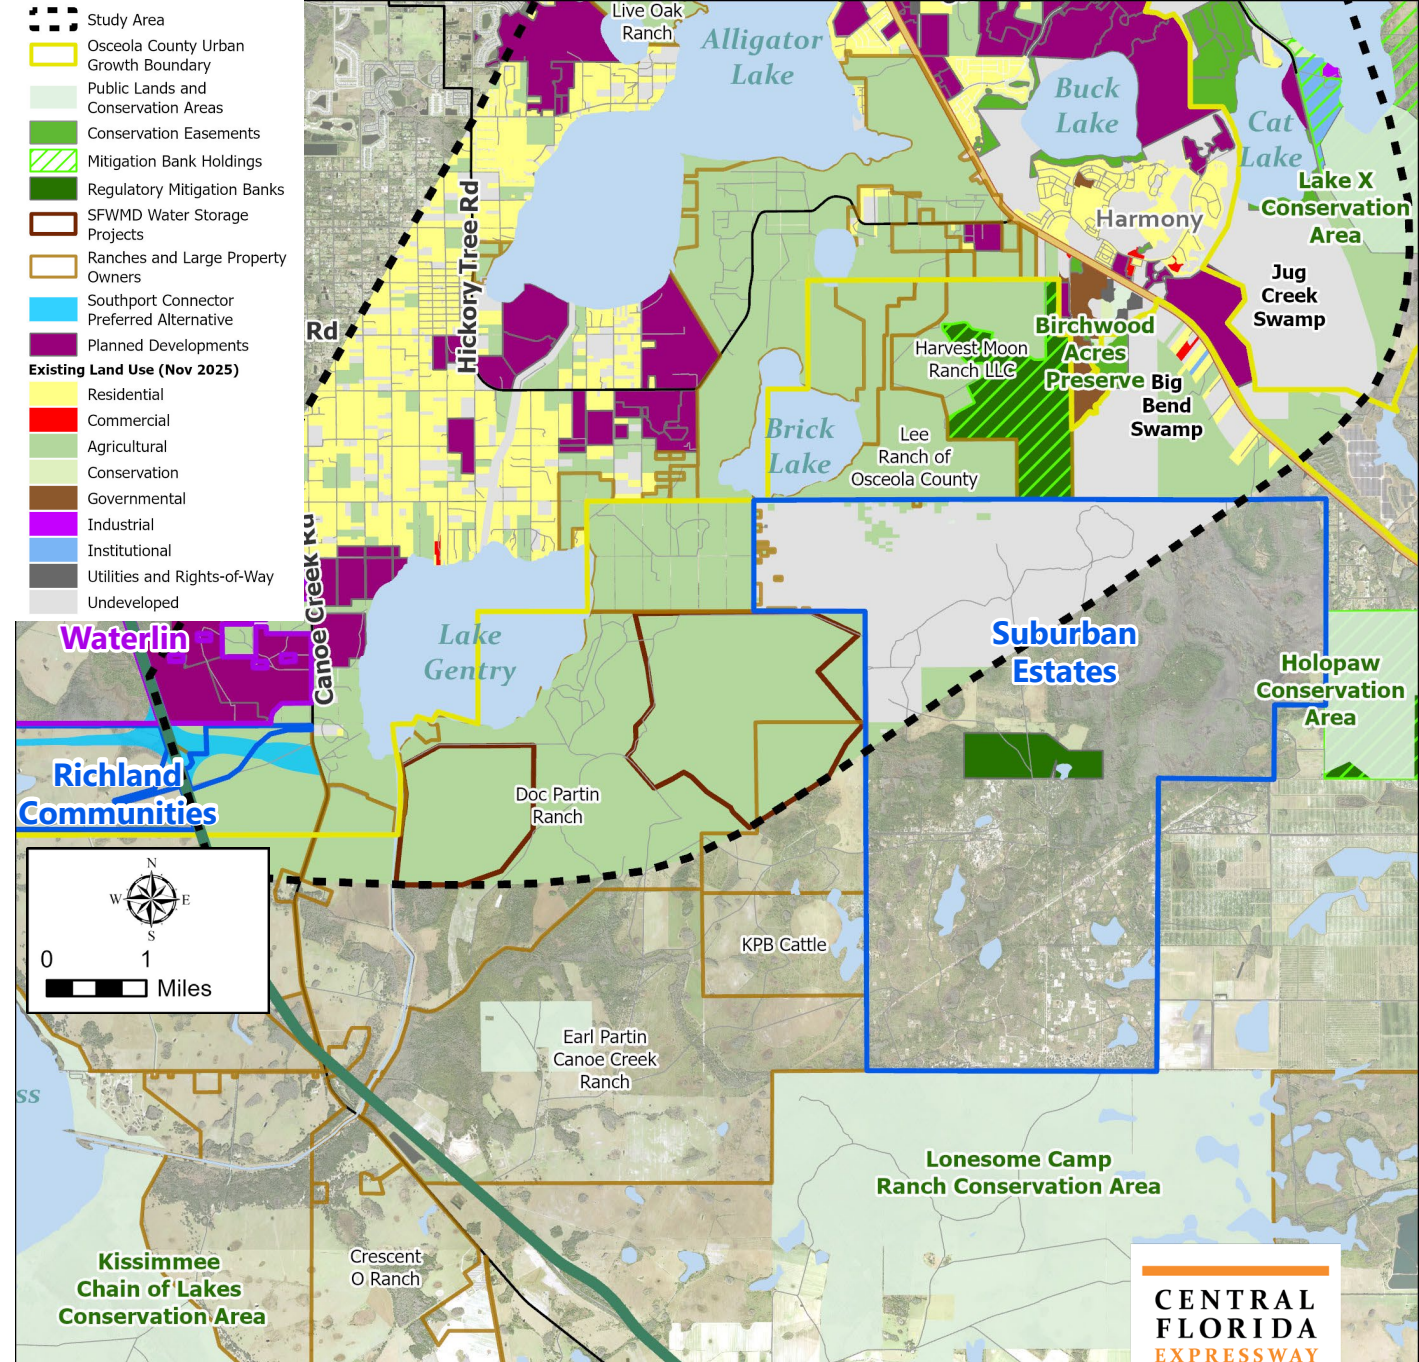 Study Area
Osceola County Urban
Growth Boundary
Public Lands and
Conservation Areas
Conservation Easements
Mitigation Bank Holdings
Regulatory Mitigation Banks
SFWMD Water Storage
Projects
Ranches and Large Property
Owners
Southport Connector
Preferred Alternative
Planned Developments
Existing Land Use (Nov 2025)
Residential
Commercial
Agricultural
Conservation
Governmental
Industrial
Institutional
Utilities and Rights-of-Way
Undeveloped
Live Oak
Ranch
Alligator
Lake
Buck
Lake
Cat
Lake
Lake X
Conservation
Area
Harmony
Hickory Tree Rd
Rd
Jug
Creek
Swamp
Birchwood
Acres
Preserve
Harvest Moon
Ranch LLC
Big
Bend
Swamp
Brick
Lake
Lee
Ranch of
Osceola County
Canoe Creek Rd
Waterlin
Lake
Gentry
Suburban
Estates
Holopaw
Conservation
Area
Richland
Communities
Doc Partin
Ranch
N
W E
S
0 1
Miles
KPB Cattle
Earl Partin
Canoe Creek
Ranch
ss
Lonesome Camp
Ranch Conservation Area
Kissimmee
Chain of Lakes
Conservation Area
Crescent
O Ranch
CENTRAL
FLORIDA
EXPRESSWAY